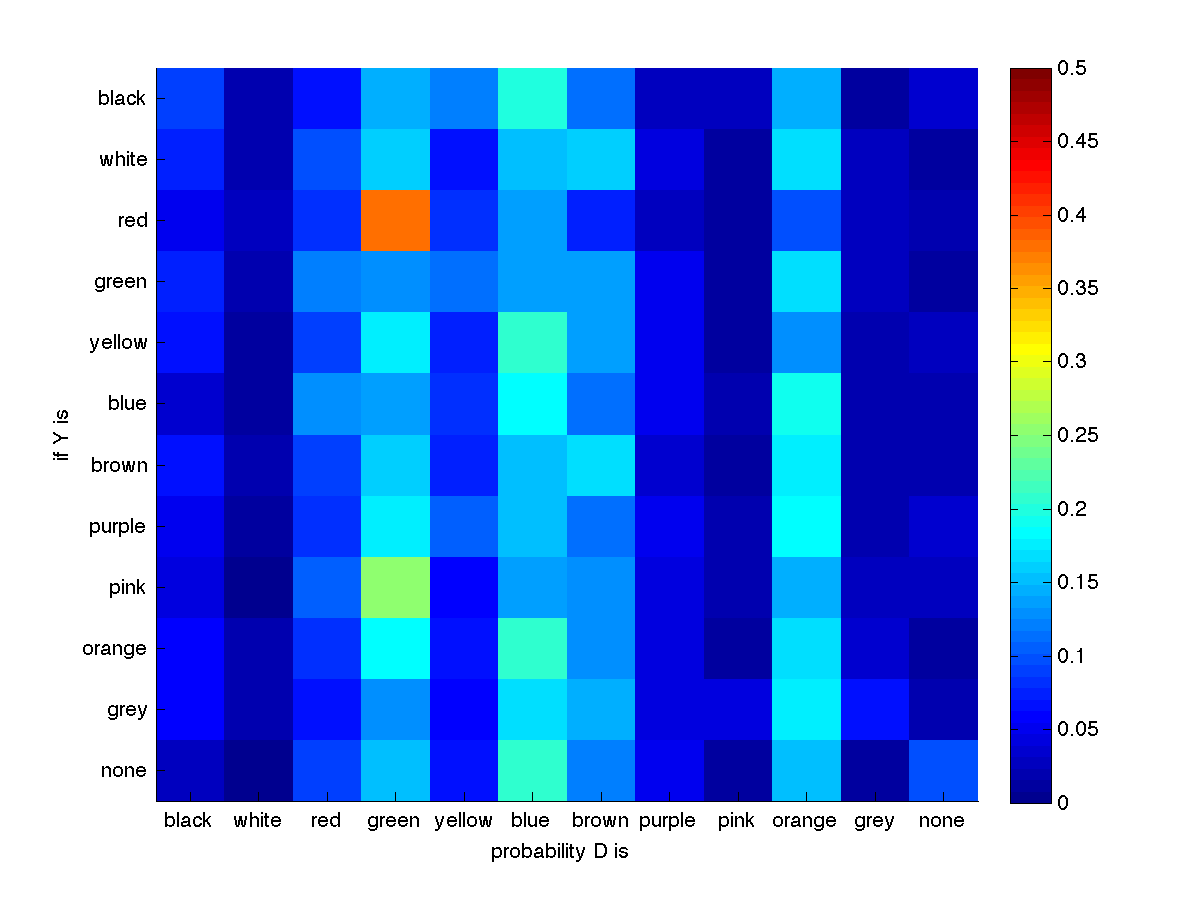 if Y is
black
white
red
green
yellow
blue
brown
purple
pink
orange
grey
none
black white red green yellow blue brown purple pink orange grey none
probability D is
0.5
0.45
0.4
0.35
0.3
0.25
0.2
0.15
0.1
0.05
0